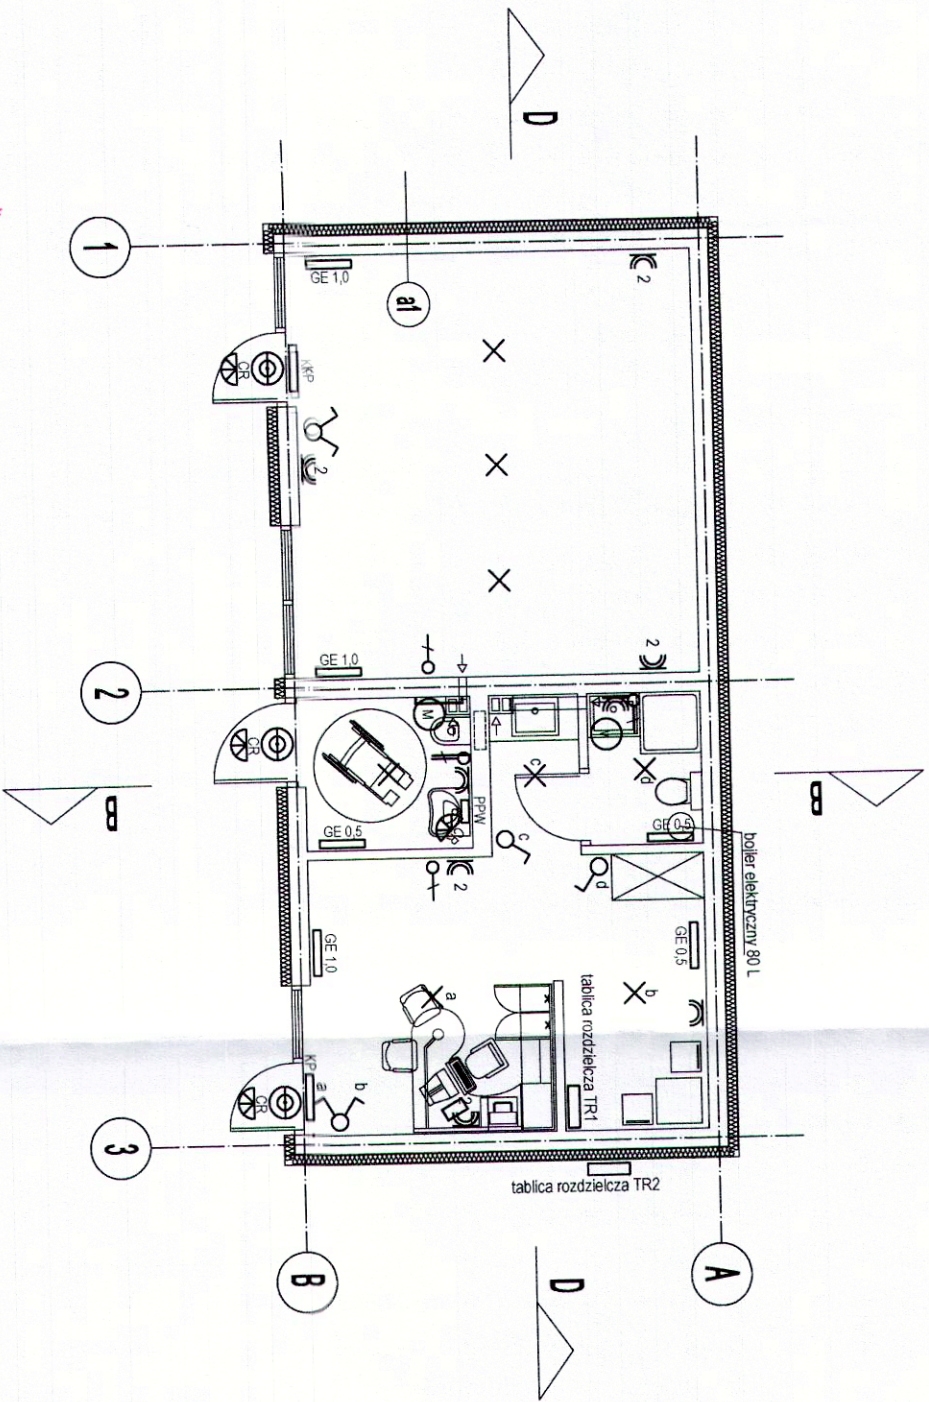 D
1
GE 1,0
a1
2
CR
KKP
2
2
GE 1,0
2
CR
M
M
PPW
c
d
GE 0,5
GE 0,5
bojler elektryczny 80 L
B
B
c
d
2
GE 1,0
GE 0,5
a
b
tablica rozdzielcza TR1
2
KP
a
b
CR
3
tablica rozdzielcza TR2
B
A
D